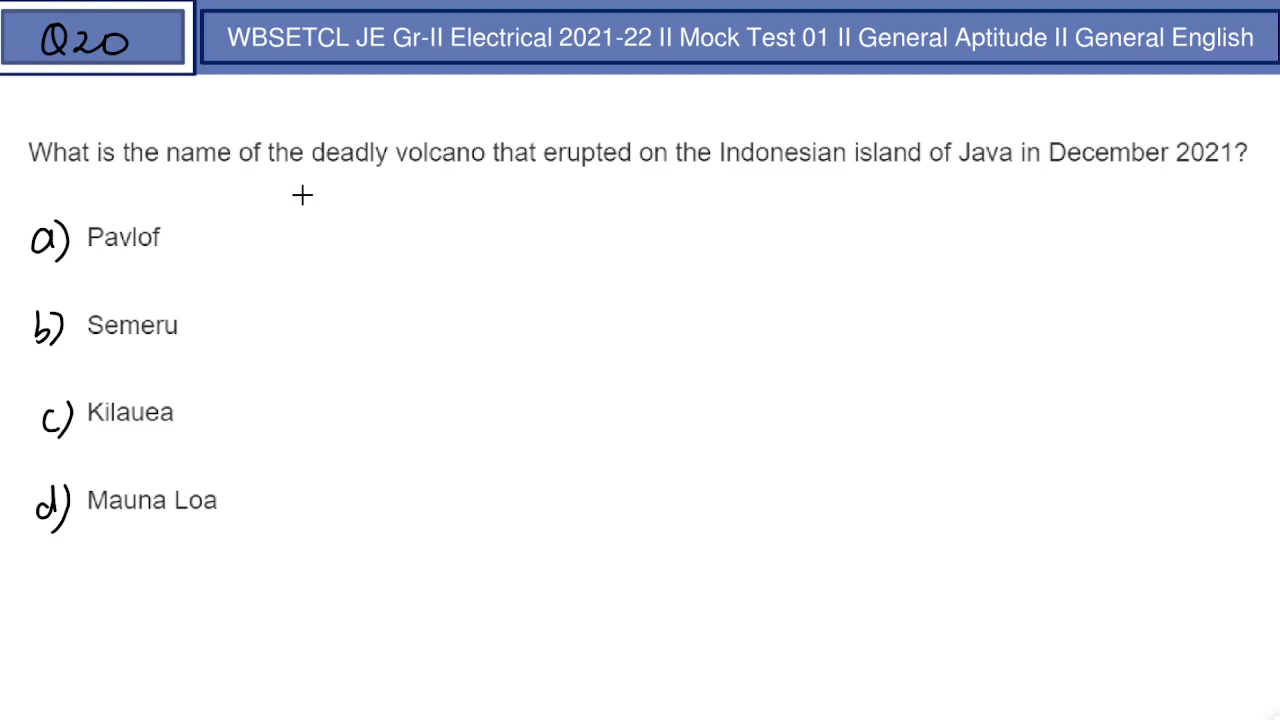 Q20
WBSETCL JE Gr-II Electrical 2021-22 II Mock Test 01 II General Aptitude II General English
What is the name of the deadly volcano that erupted on the Indonesian island of Java in December 2021?
a) Pavlof
b) Semeru
c) Kilauea
d) Mauna Loa